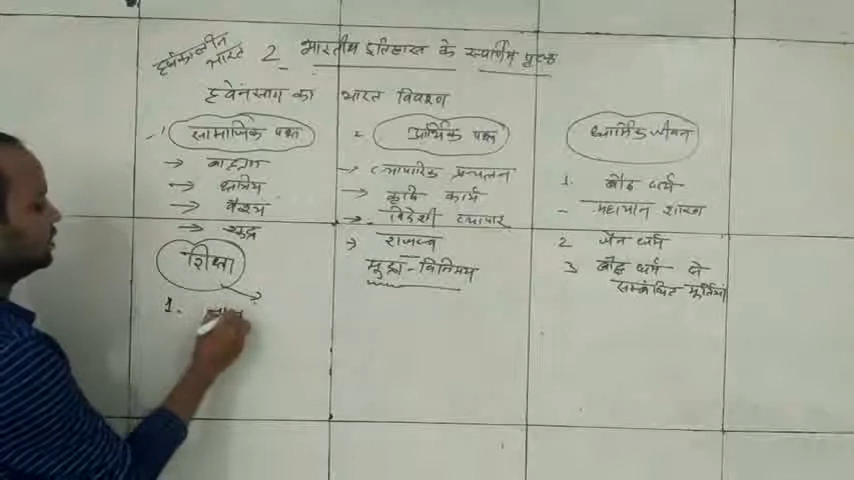 हर्षकालीन भारत 2 भारतीय इतिहास के स्वर्णिम पृष्ठ
ह्वेनसांग का भारत विवरण
1 सामाजिक पक्ष
→ ब्राह्मण
→ क्षत्रिय
→ वैश्य
→ शूद्र
शिक्षा
1.
2 आर्थिक पक्ष
→ व्यापारिक प्रचलन
→ कृषि कार्य
→ विदेशी व्यापार
→ राजस्व
मुद्रा - विनिमय
धार्मिक जीवन
1. बौद्ध धर्म
- महायान शाखा
2 जैन धर्म
3 बौद्ध धर्म से
सम्बंधित मूर्तियां